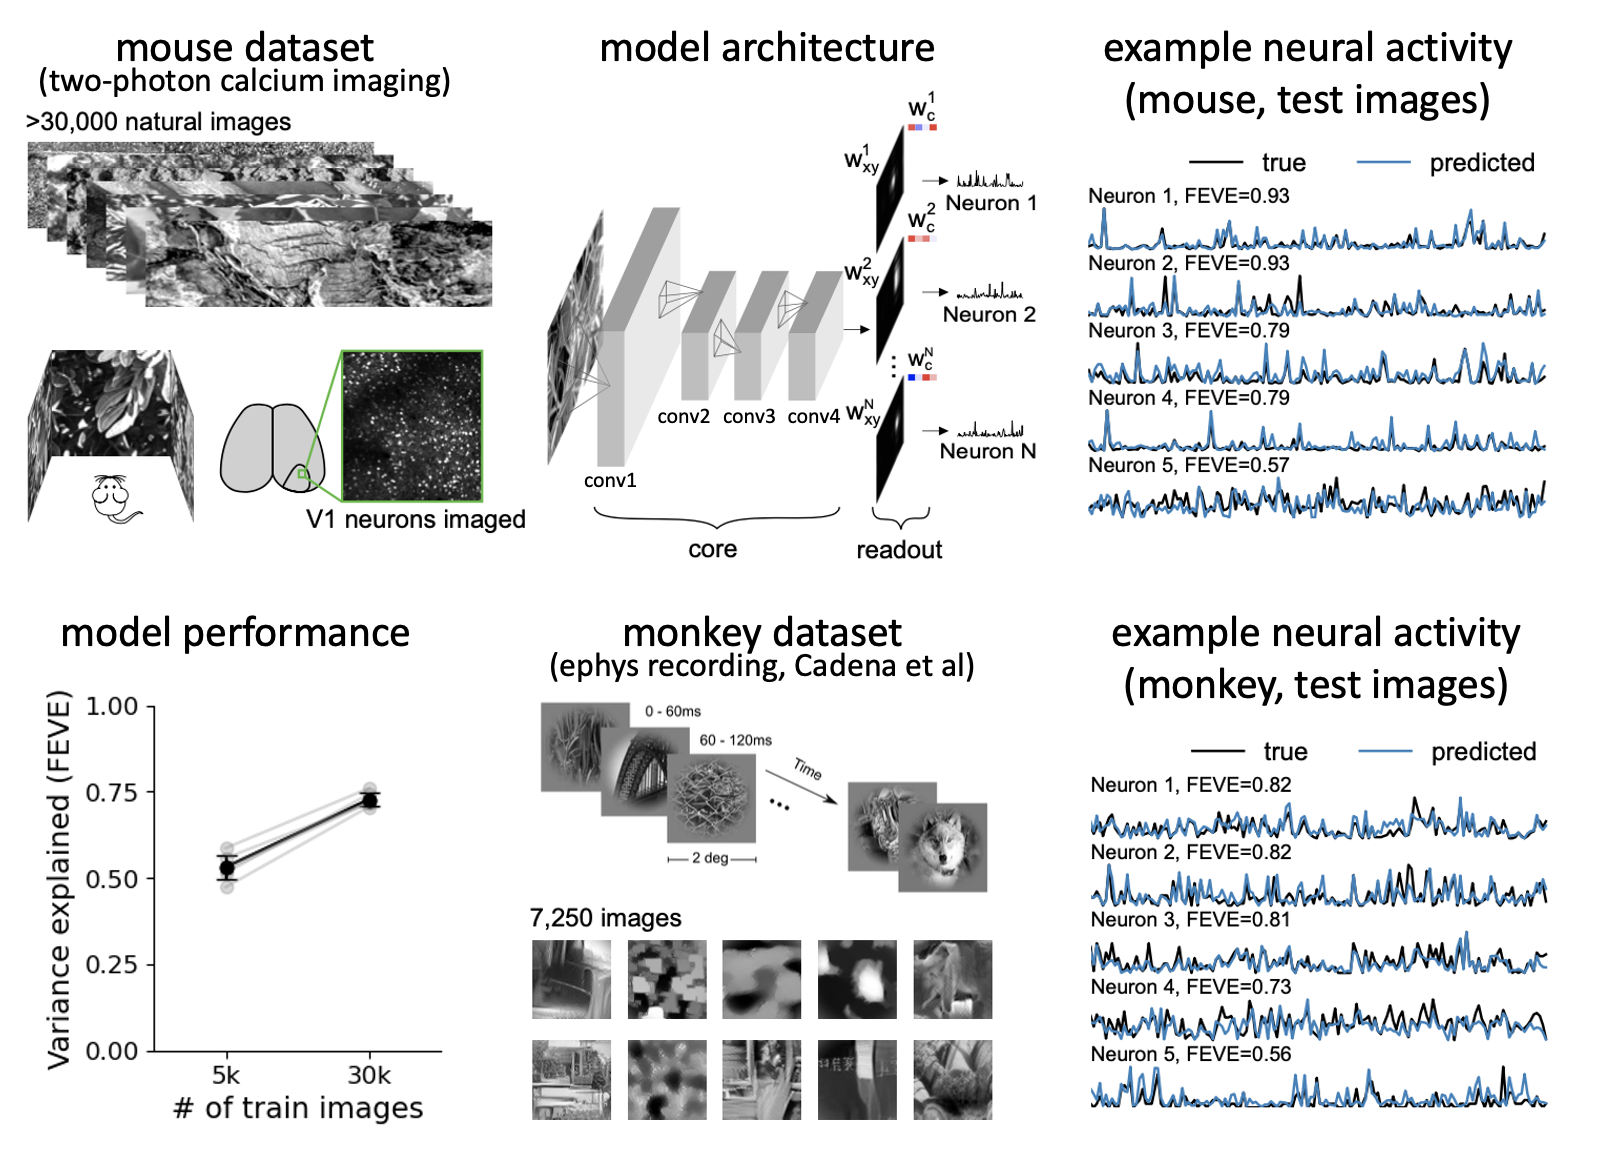 mouse dataset
(two-photon calcium imaging)
>30,000 natural images
V1 neurons imaged
model architecture
w_c^1
w_xy^1
Neuron 1
w_c^2
w_xy^2
Neuron 2
⋮
w_c^N
w_xy^N
Neuron N
conv1
conv2
conv3
conv4
core
readout
example neural activity
(mouse, test images)
true
predicted
Neuron 1, FEVE=0.93
Neuron 2, FEVE=0.93
Neuron 3, FEVE=0.79
Neuron 4, FEVE=0.79
Neuron 5, FEVE=0.57
model performance
Variance explained (FEVE)
1.00
0.75
0.50
0.25
0.00
5k
30k
# of train images
monkey dataset
(ephys recording, Cadena et al)
0 - 60ms
60 - 120ms
Time
...
2 deg
7,250 images
example neural activity
(monkey, test images)
true
predicted
Neuron 1, FEVE=0.82
Neuron 2, FEVE=0.82
Neuron 3, FEVE=0.81
Neuron 4, FEVE=0.73
Neuron 5, FEVE=0.56